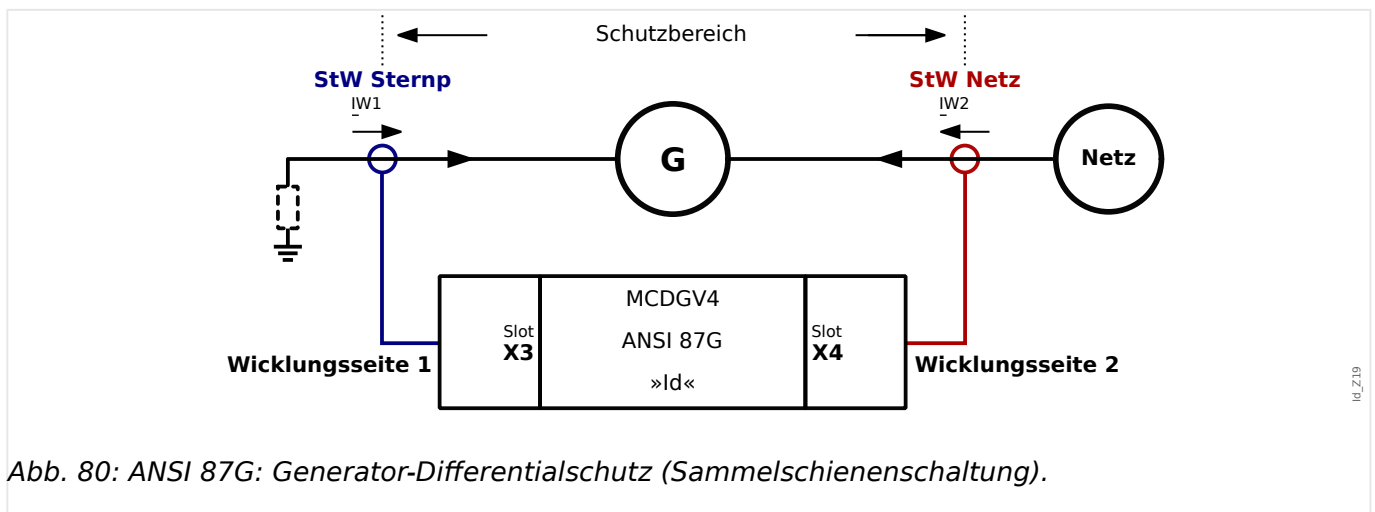 Schutzbereich
StW Sternp
StW Netz
IW1
IW2
G
Netz
MCDGV4
Slot
X3
ANSI 87G
Slot
X4
Wicklungsseite 1
»Id«
Wicklungsseite 2
Id_Z19
Abb. 80: ANSI 87G: Generator-Differentialschutz (Sammelschienenschaltung).